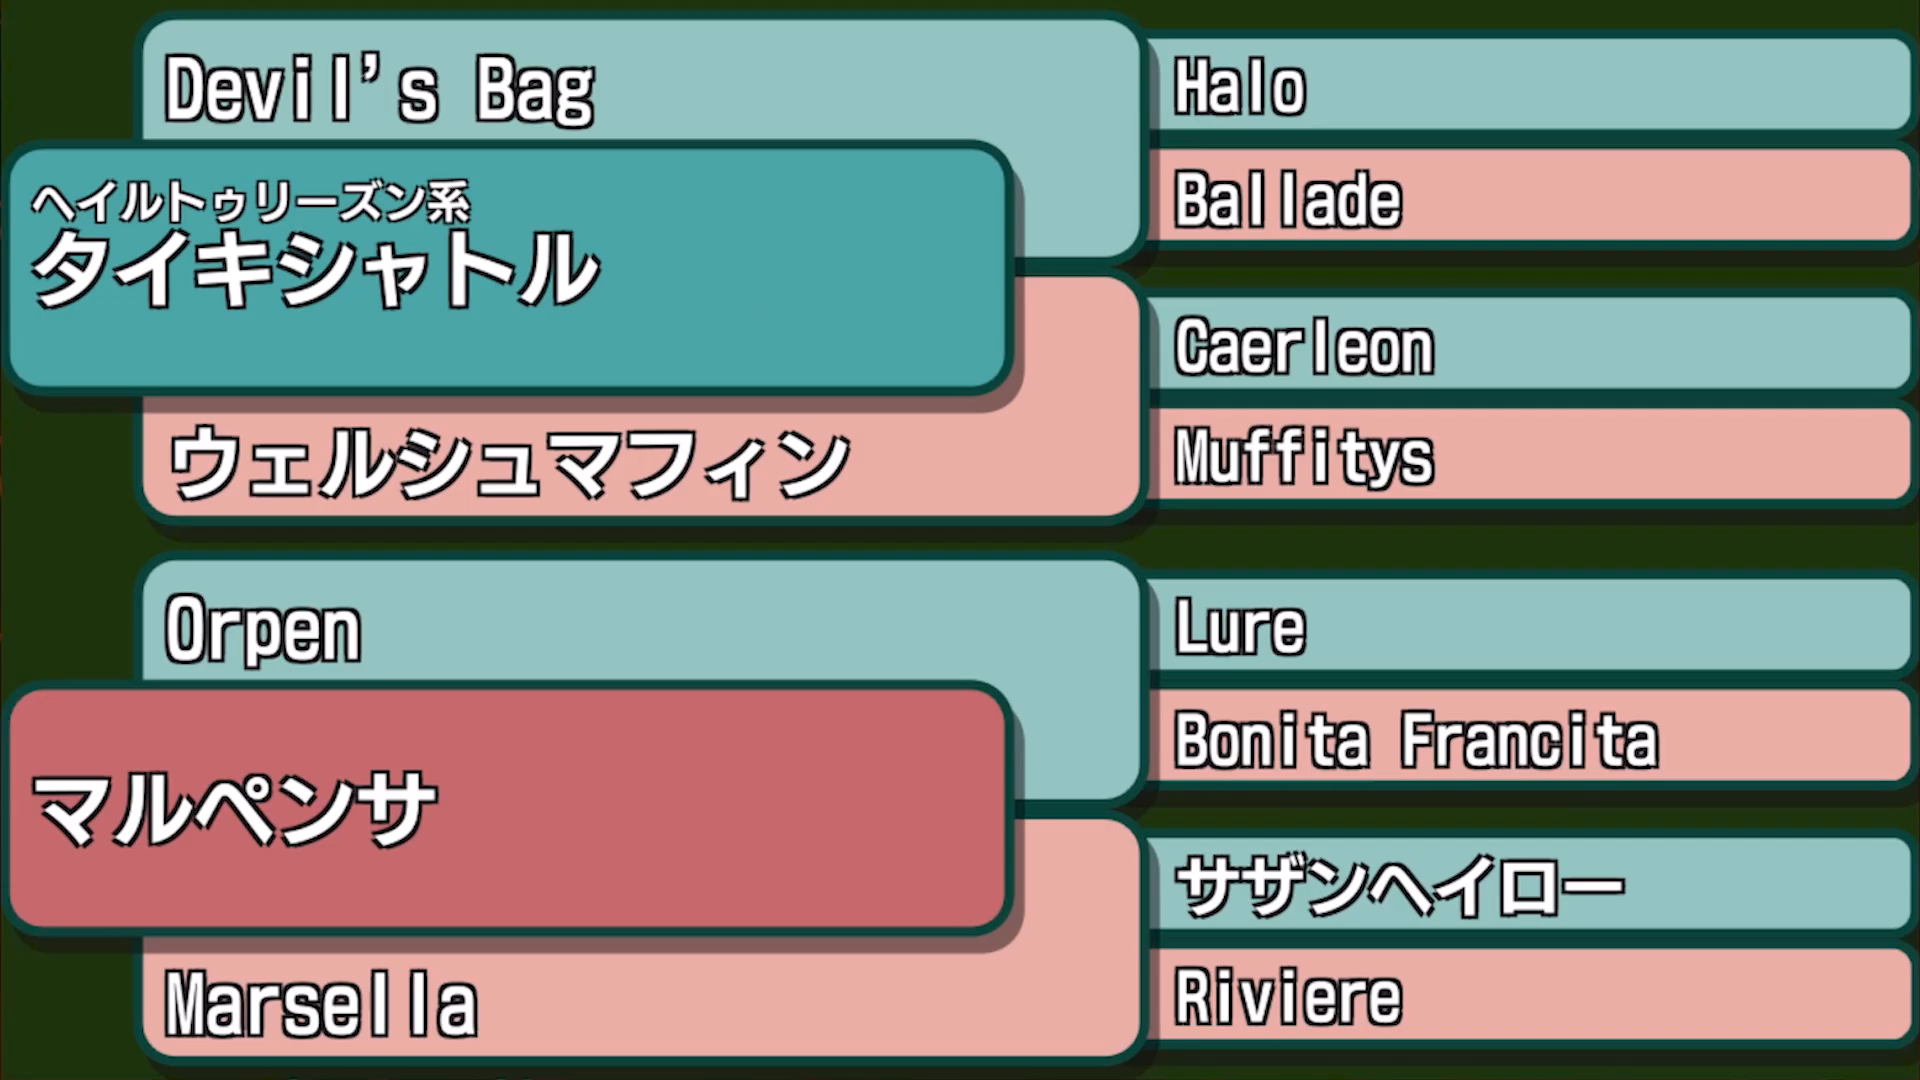 Devil's Bag
Halo
Ballade
ヘイルトゥリーズン系
タイキシャトル
Caerleon
Muffitys
ウェルシュマフィン
Orpen
Lure
Bonita Francita
マルペンサ
サザンヘイロー
Riviere
Marsella